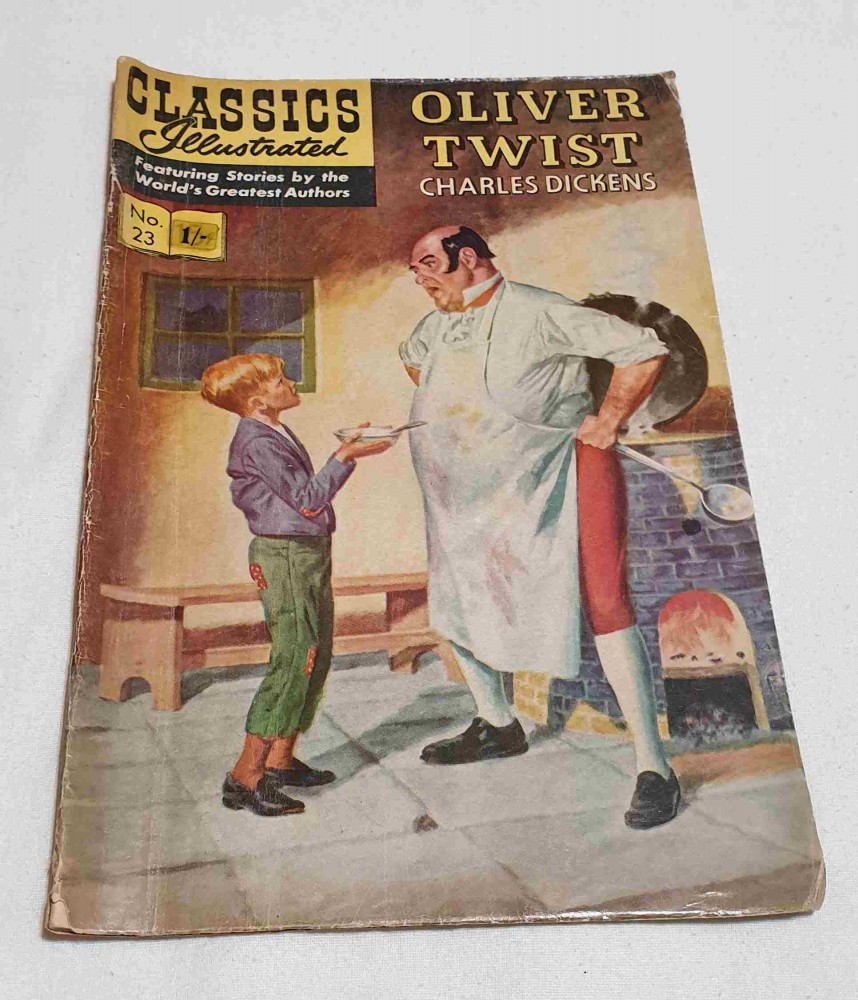 CLASSICS
Illustrated
Featuring Stories by the
World's Greatest Authors
No.
23
1/-
OLIVER
TWIST
CHARLES DICKENS